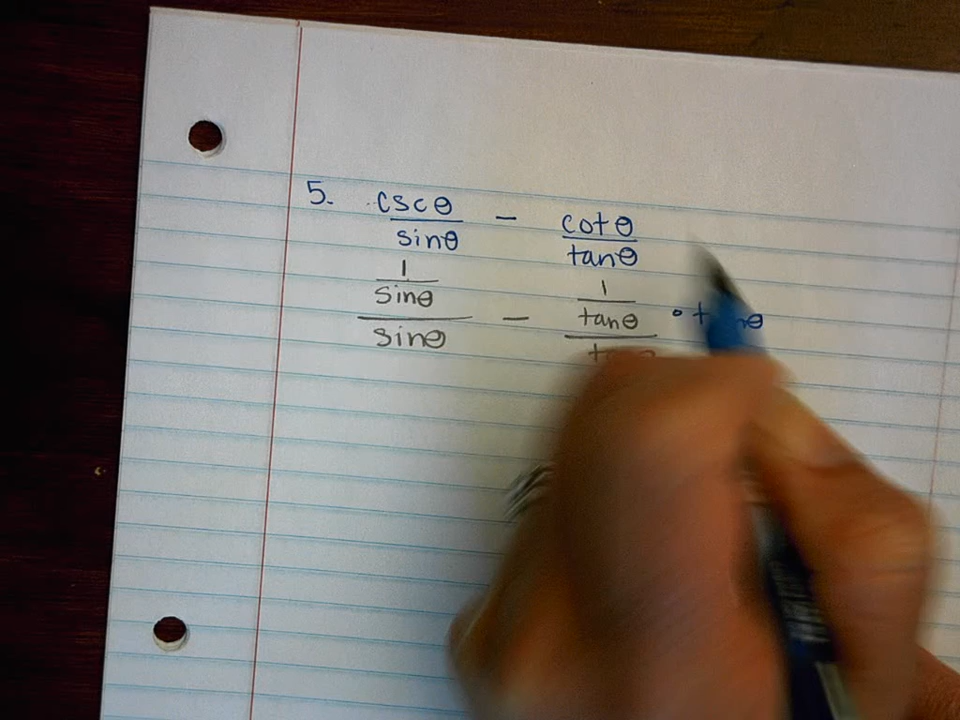 5. cscθ/sinθ − cotθ/tanθ
(1/sinθ)/sinθ − (1/tanθ)/